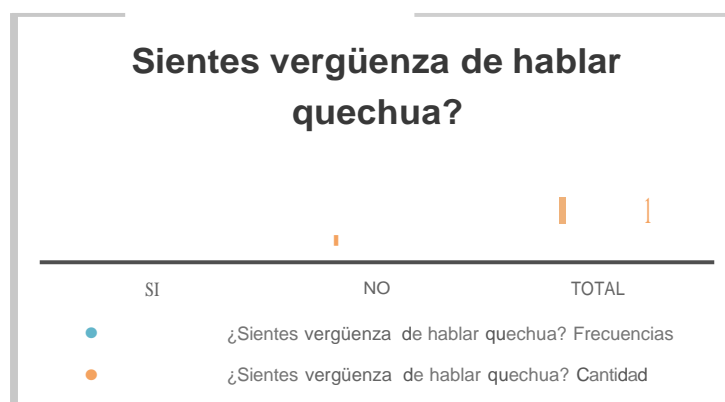 Sientes vergüenza de hablar
quechua?
1
SI NO TOTAL
¿Sientes vergüenza de hablar quechua? Frecuencias
¿Sientes vergüenza de hablar quechua? Cantidad